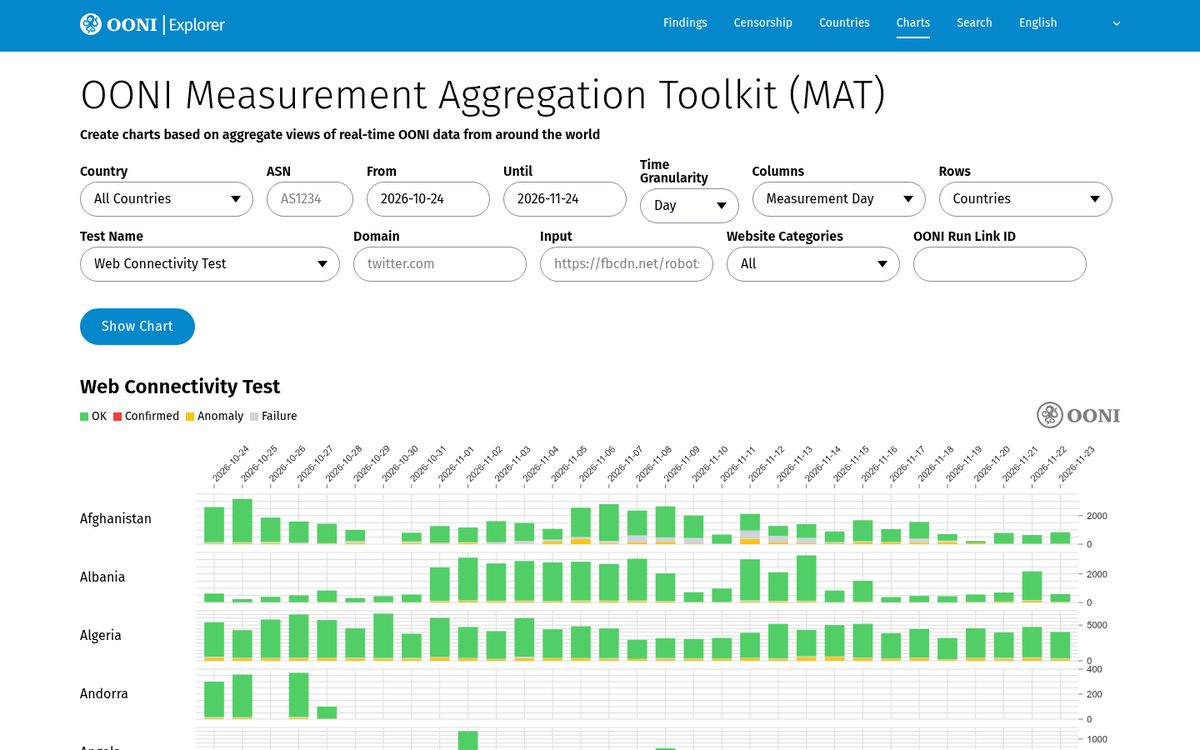 OONI Explorer
Findings Censorship Countries Charts Search English
OONI Measurement Aggregation Toolkit (MAT)
Create charts based on aggregate views of real-time OONI data from around the world
Country ASN From Until Time Granularity Columns Rows
All Countries AS1234 2026-10-24 2026-11-24 Day Measurement Day Countries
Test Name Domain Input Website Categories OONI Run Link ID
Web Connectivity Test twitter.com https://fbcdn.net/robot All
Show Chart
Web Connectivity Test
OK Confirmed Anomaly Failure
OONI
2026-10-24 2026-10-25 2026-10-26 2026-10-27 2026-10-28 2026-10-29 2026-10-30 2026-10-31 2026-11-01 2026-11-02 2026-11-03 2026-11-04 2026-11-05 2026-11-06 2026-11-07 2026-11-08 2026-11-09 2026-11-10 2026-11-11 2026-11-12 2026-11-13 2026-11-14 2026-11-15 2026-11-16 2026-11-17 2026-11-18 2026-11-19 2026-11-20 2026-11-21 2026-11-22 2026-11-23
Afghanistan 2000
0
Albania 2000
0
Algeria 5000
0
400
Andorra 200
0
1000